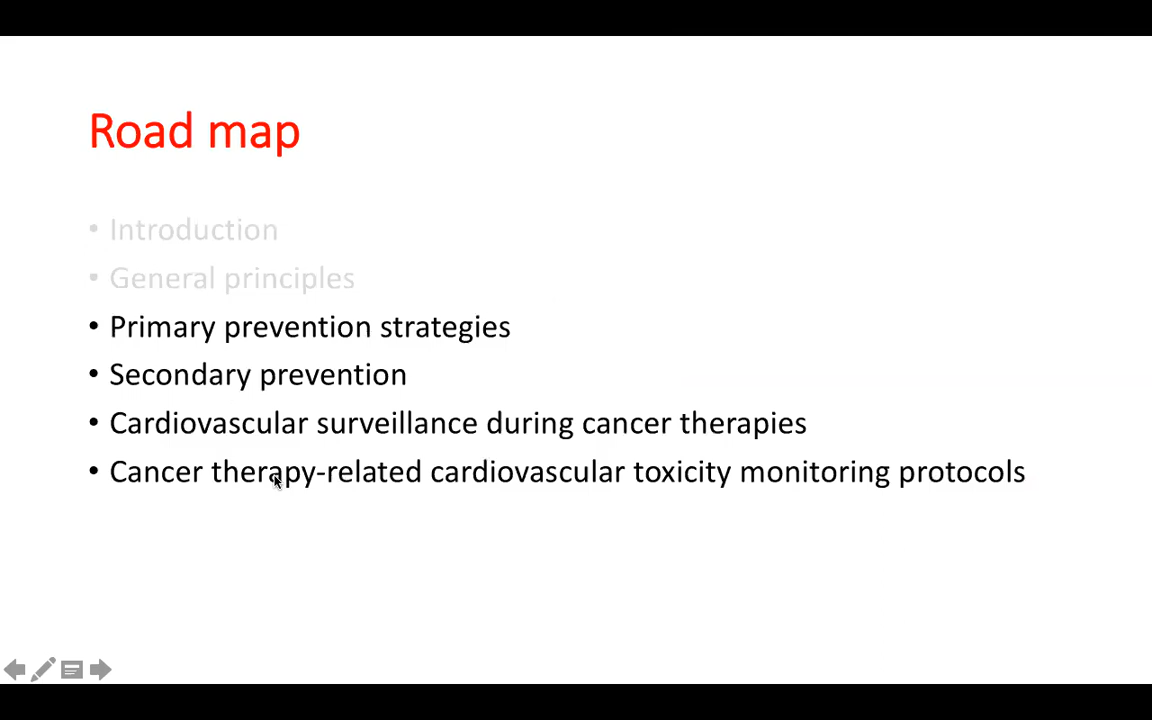 Road map
• Introduction
• General principles
• Primary prevention strategies
• Secondary prevention
• Cardiovascular surveillance during cancer therapies
• Cancer therapy-related cardiovascular toxicity monitoring protocols